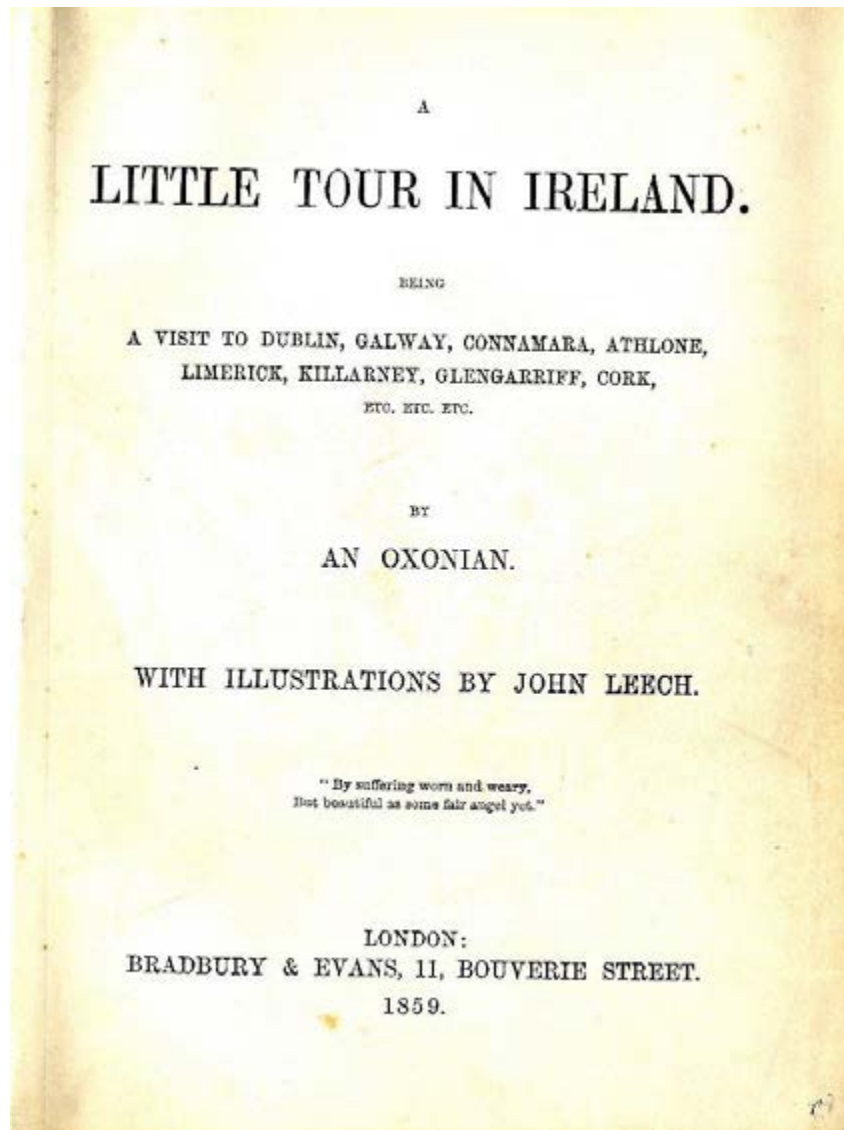 A
LITTLE TOUR IN IRELAND.
BEING
A VISIT TO DUBLIN, GALWAY, CONNAMARA, ATHLONE,
LIMERICK, KILLARNEY, GLENGARRIFF, CORK,
ETC. ETC. ETC.
BY
AN OXONIAN.
WITH ILLUSTRATIONS BY JOHN LEECH.
"By suffering worn and weary,
But beautiful as some fair angel yet."
LONDON:
BRADBURY & EVANS, 11, BOUVERIE STREET.
1859.